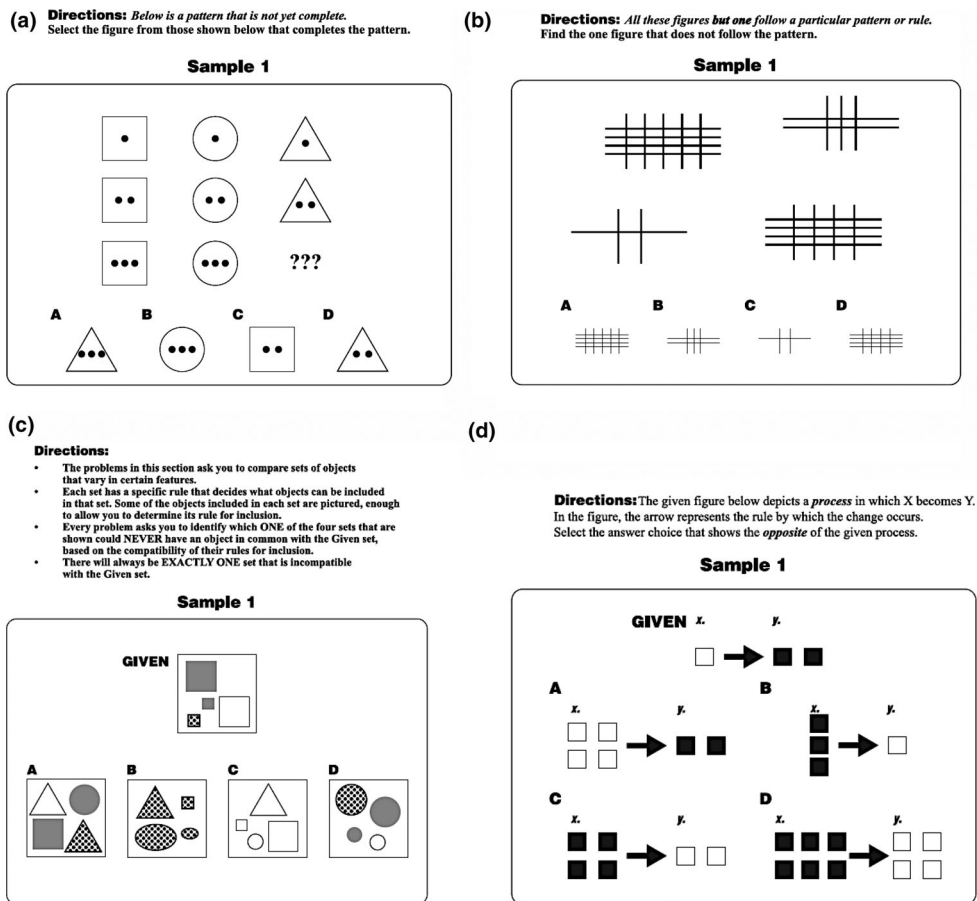 (a)
Directions: Below is a pattern that is not yet complete.
Select the figure from those shown below that completes the pattern.
Sample 1
???
A B C D
(b)
Directions: All these figures but one follow a particular pattern or rule.
Find the one figure that does not follow the pattern.
Sample 1
A B C D
(c)
Directions:
• The problems in this section ask you to compare sets of objects
that vary in certain features.
• Each set has a specific rule that decides what objects can be included
in that set. Some of the objects included in each set are pictured, enough
to allow you to determine its rule for inclusion.
• Every problem asks you to identify which ONE of the four sets that are
shown could NEVER have an object in common with the Given set,
based on the compatibility of their rules for inclusion.
• There will always be EXACTLY ONE set that is incompatible
with the Given set.
Sample 1
GIVEN
A B C D
(d)
Directions: The given figure below depicts a process in which X becomes Y.
In the figure, the arrow represents the rule by which the change occurs.
Select the answer choice that shows the opposite of the given process.
Sample 1
GIVEN x. y.
A B
x. y. x. y.
C D
x. y. x. y.